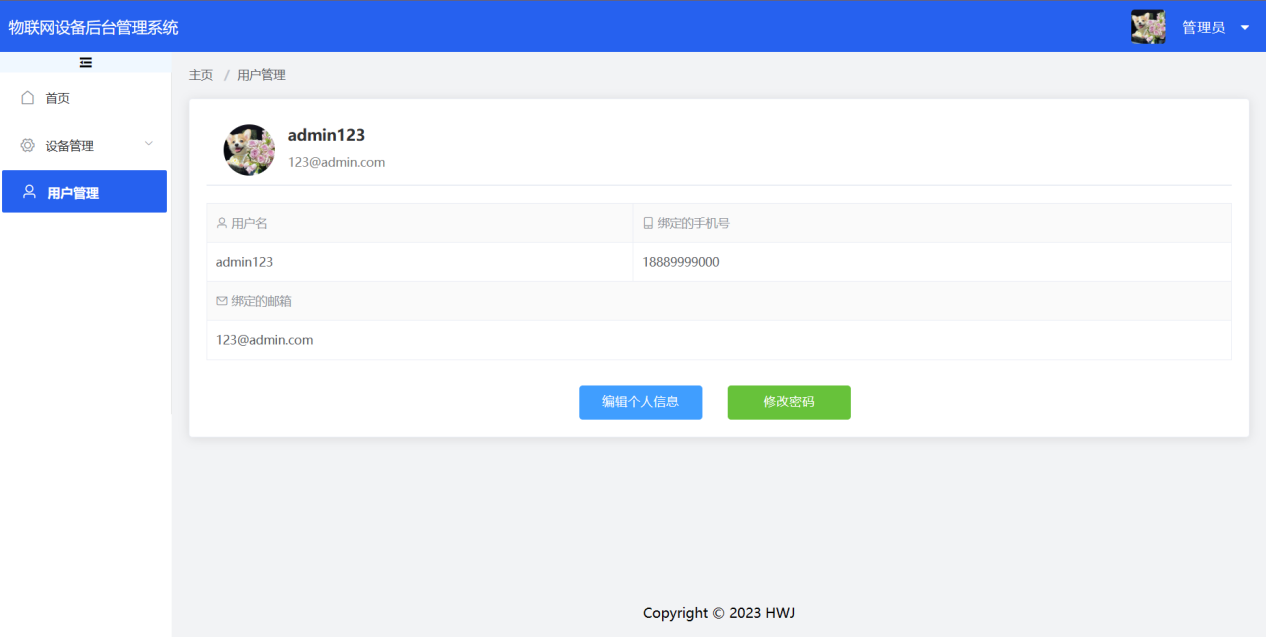 物联网设备后台管理系统
管理员
主页 / 用户管理
首页
设备管理
用户管理
admin123
123@admin.com
用户名
绑定的手机号
admin123
18889999000
绑定的邮箱
123@admin.com
编辑个人信息
修改密码
Copyright © 2023 HWJ